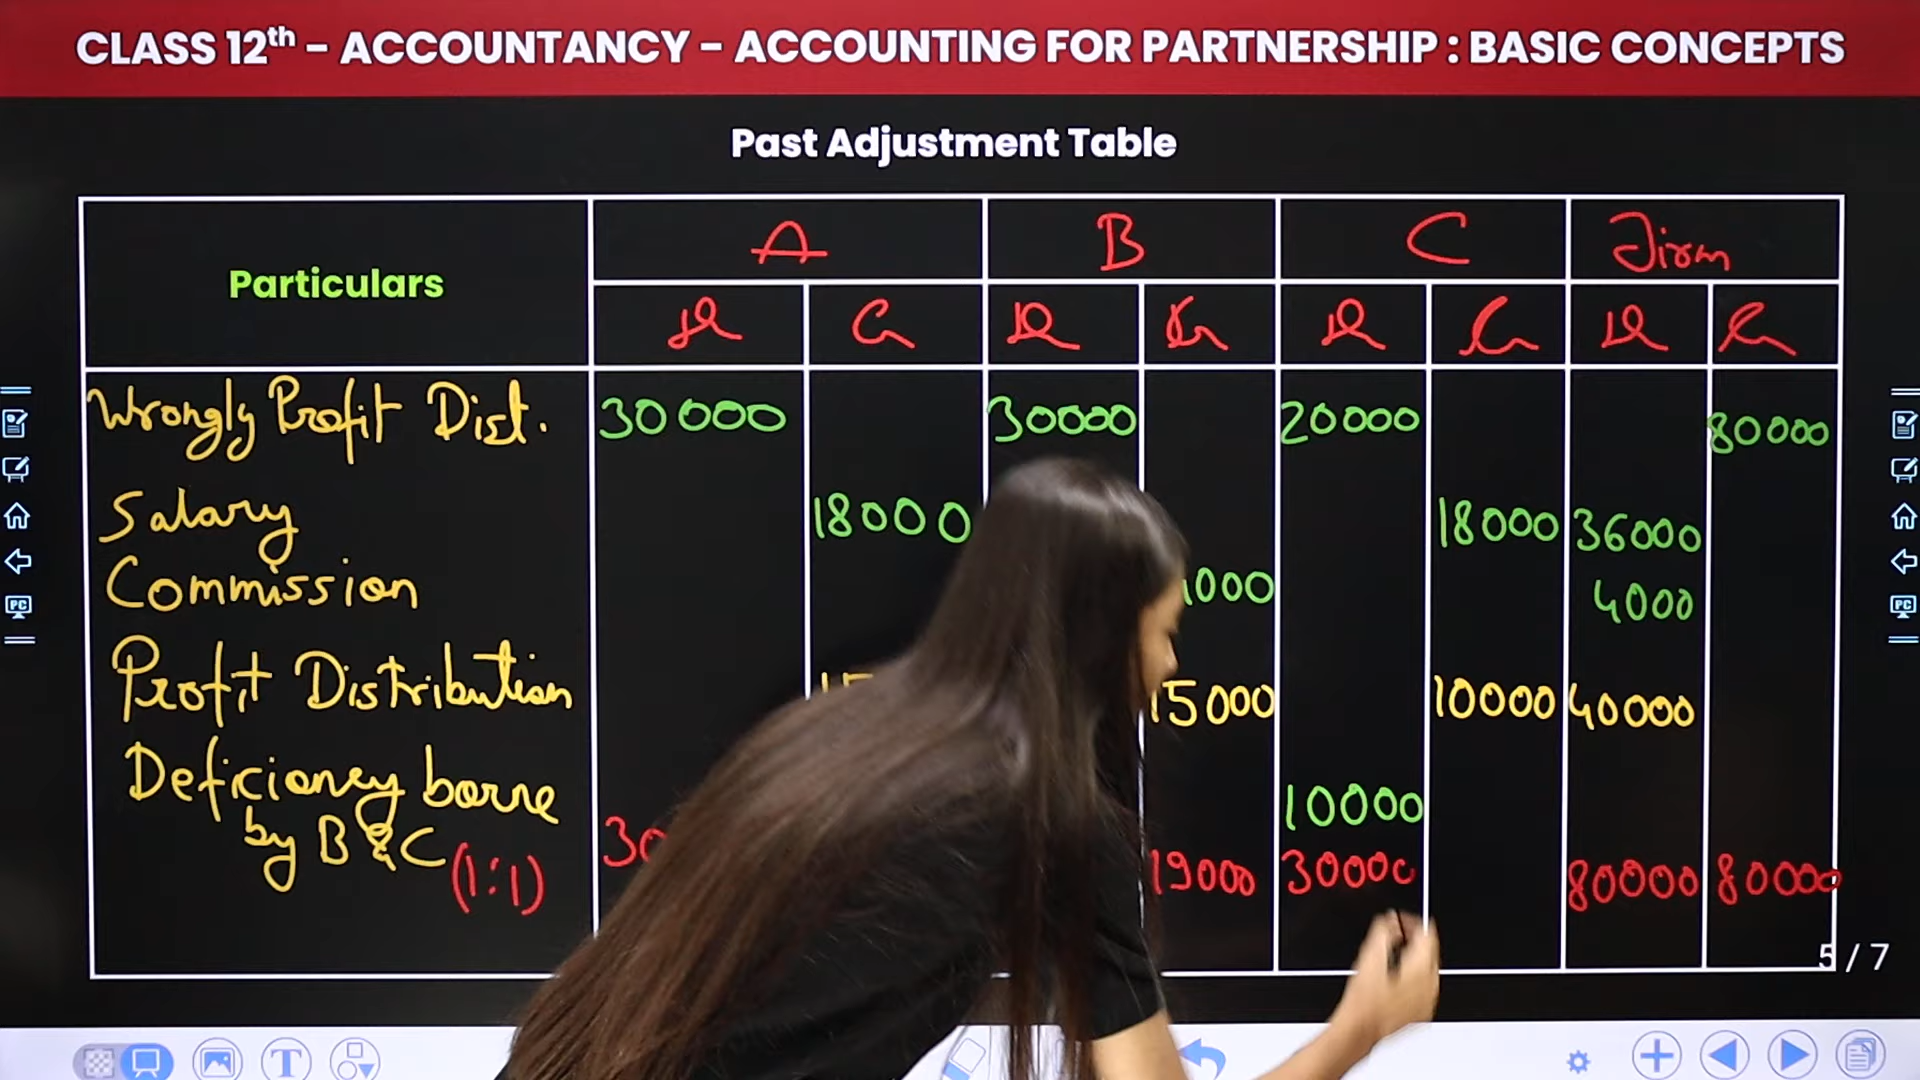 CLASS 12th - ACCOUNTANCY - ACCOUNTING FOR PARTNERSHIP : BASIC CONCEPTS
Past Adjustment Table
Particulars A B C Firm
Dr Cr Dr Cr Dr Cr Dr Cr
Wrongly Profit Dist. 30000 30000 20000 80000
Salary 18000 18000 36000
Commission 4000
Profit Distribution 15000 10000 40000
Deficiency borne 10000
by B & C (1:1) 19000 30000 80000 80000
5 / 7